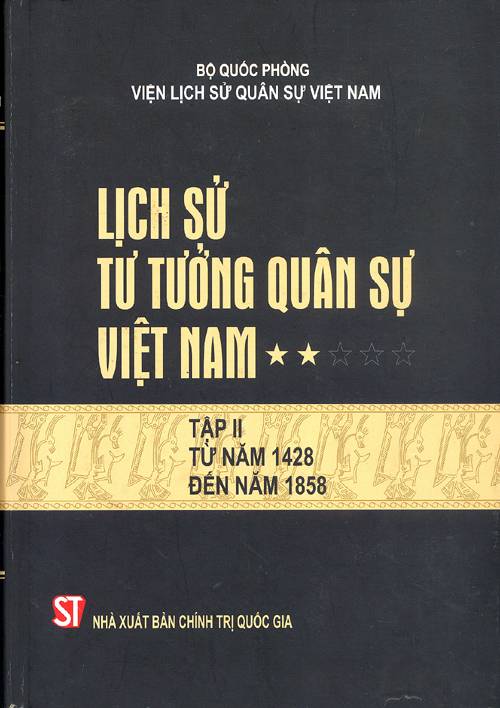 BỘ QUỐC PHÒNG
VIỆN LỊCH SỬ QUÂN SỰ VIỆT NAM
LỊCH SỬ
TƯ TƯỞNG QUÂN SỰ
VIỆT NAM
TẬP II
TỪ NĂM 1428
ĐẾN NĂM 1858
ST NHÀ XUẤT BẢN CHÍNH TRỊ QUỐC GIA